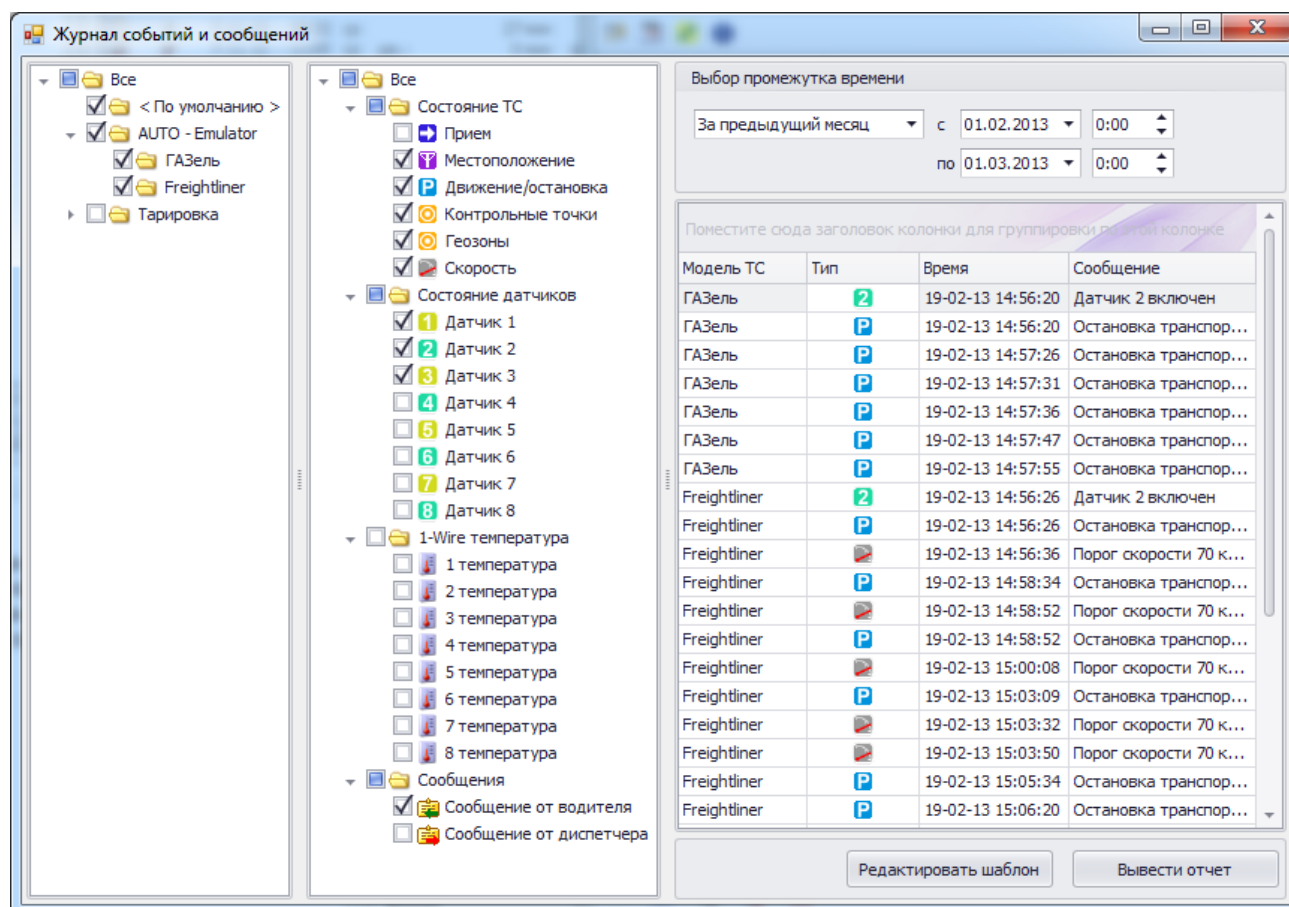 Журнал событий и сообщений
Все
< По умолчанию >
AUTO - Emulator
ГАЗель
Freightliner
Тарировка
Все
Состояние ТС
Прием
Местоположение
Движение/остановка
Контрольные точки
Геозоны
Скорость
Состояние датчиков
1 Датчик 1
2 Датчик 2
3 Датчик 3
4 Датчик 4
5 Датчик 5
6 Датчик 6
7 Датчик 7
8 Датчик 8
1-Wire температура
1 температура
2 температура
3 температура
4 температура
5 температура
6 температура
7 температура
8 температура
Сообщения
Сообщение от водителя
Сообщение от диспетчера
Выбор промежутка времени
За предыдущий месяц с 01.02.2013 0:00
по 01.03.2013 0:00
Поместите сюда заголовок колонки для группировки по этой колонке
Модель ТС Тип Время Сообщение
ГАЗель 2 19-02-13 14:56:20 Датчик 2 включен
ГАЗель P 19-02-13 14:56:20 Остановка транспор...
ГАЗель P 19-02-13 14:57:26 Остановка транспор...
ГАЗель P 19-02-13 14:57:31 Остановка транспор...
ГАЗель P 19-02-13 14:57:36 Остановка транспор...
ГАЗель P 19-02-13 14:57:47 Остановка транспор...
ГАЗель P 19-02-13 14:57:55 Остановка транспор...
Freightliner 2 19-02-13 14:56:26 Датчик 2 включен
Freightliner P 19-02-13 14:56:26 Остановка транспор...
Freightliner 19-02-13 14:56:36 Порог скорости 70 к...
Freightliner P 19-02-13 14:58:34 Остановка транспор...
Freightliner 19-02-13 14:58:52 Порог скорости 70 к...
Freightliner P 19-02-13 14:58:52 Остановка транспор...
Freightliner 19-02-13 15:00:08 Порог скорости 70 к...
Freightliner P 19-02-13 15:03:09 Остановка транспор...
Freightliner 19-02-13 15:03:32 Порог скорости 70 к...
Freightliner 19-02-13 15:03:50 Порог скорости 70 к...
Freightliner P 19-02-13 15:05:34 Остановка транспор...
Freightliner P 19-02-13 15:06:20 Остановка транспор...
Редактировать шаблон Вывести отчет